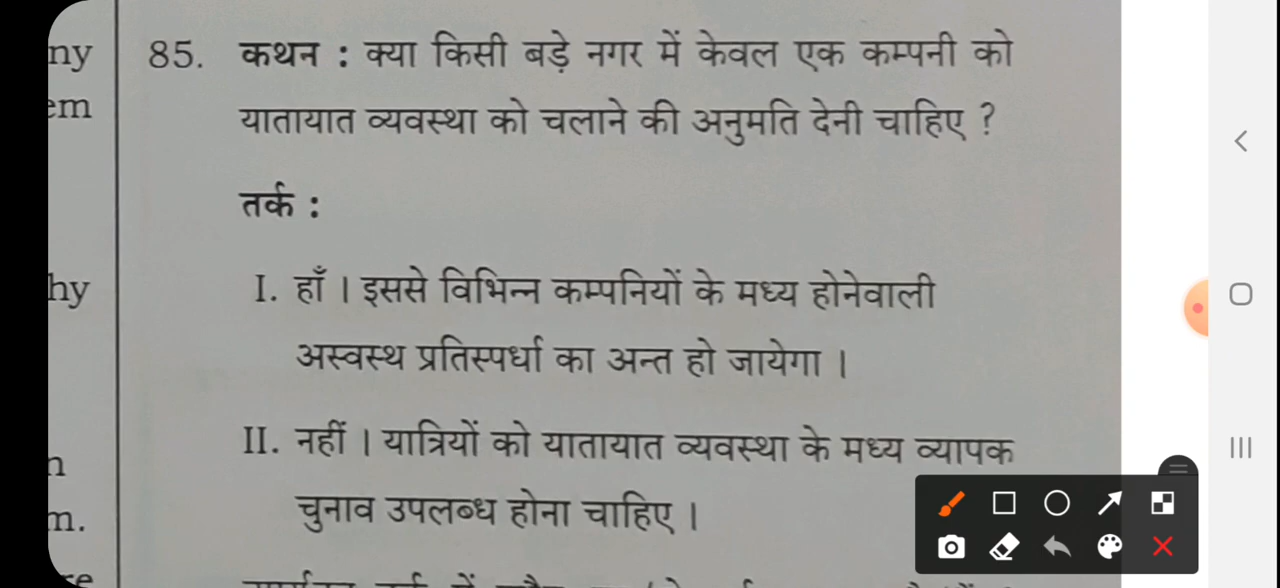 ny
em
hy
n
m.
85. कथन : क्या किसी बड़े नगर में केवल एक कम्पनी को
यातायात व्यवस्था को चलाने की अनुमति देनी चाहिए ?
तर्क :
I. हाँ । इससे विभिन्न कम्पनियों के मध्य होनेवाली
अस्वस्थ प्रतिस्पर्धा का अन्त हो जायेगा ।
II. नहीं । यात्रियों को यातायात व्यवस्था के मध्य व्यापक
चुनाव उपलब्ध होना चाहिए ।